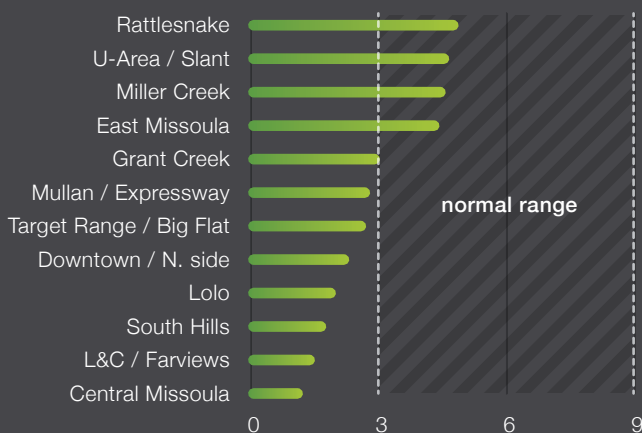 Rattlesnake
U-Area / Slant
Miller Creek
East Missoula
Grant Creek
Mullan / Expressway
normal range
Target Range / Big Flat
Downtown / N. side
Lolo
South Hills
L&C / Farviews
Central Missoula
0 3 6 9